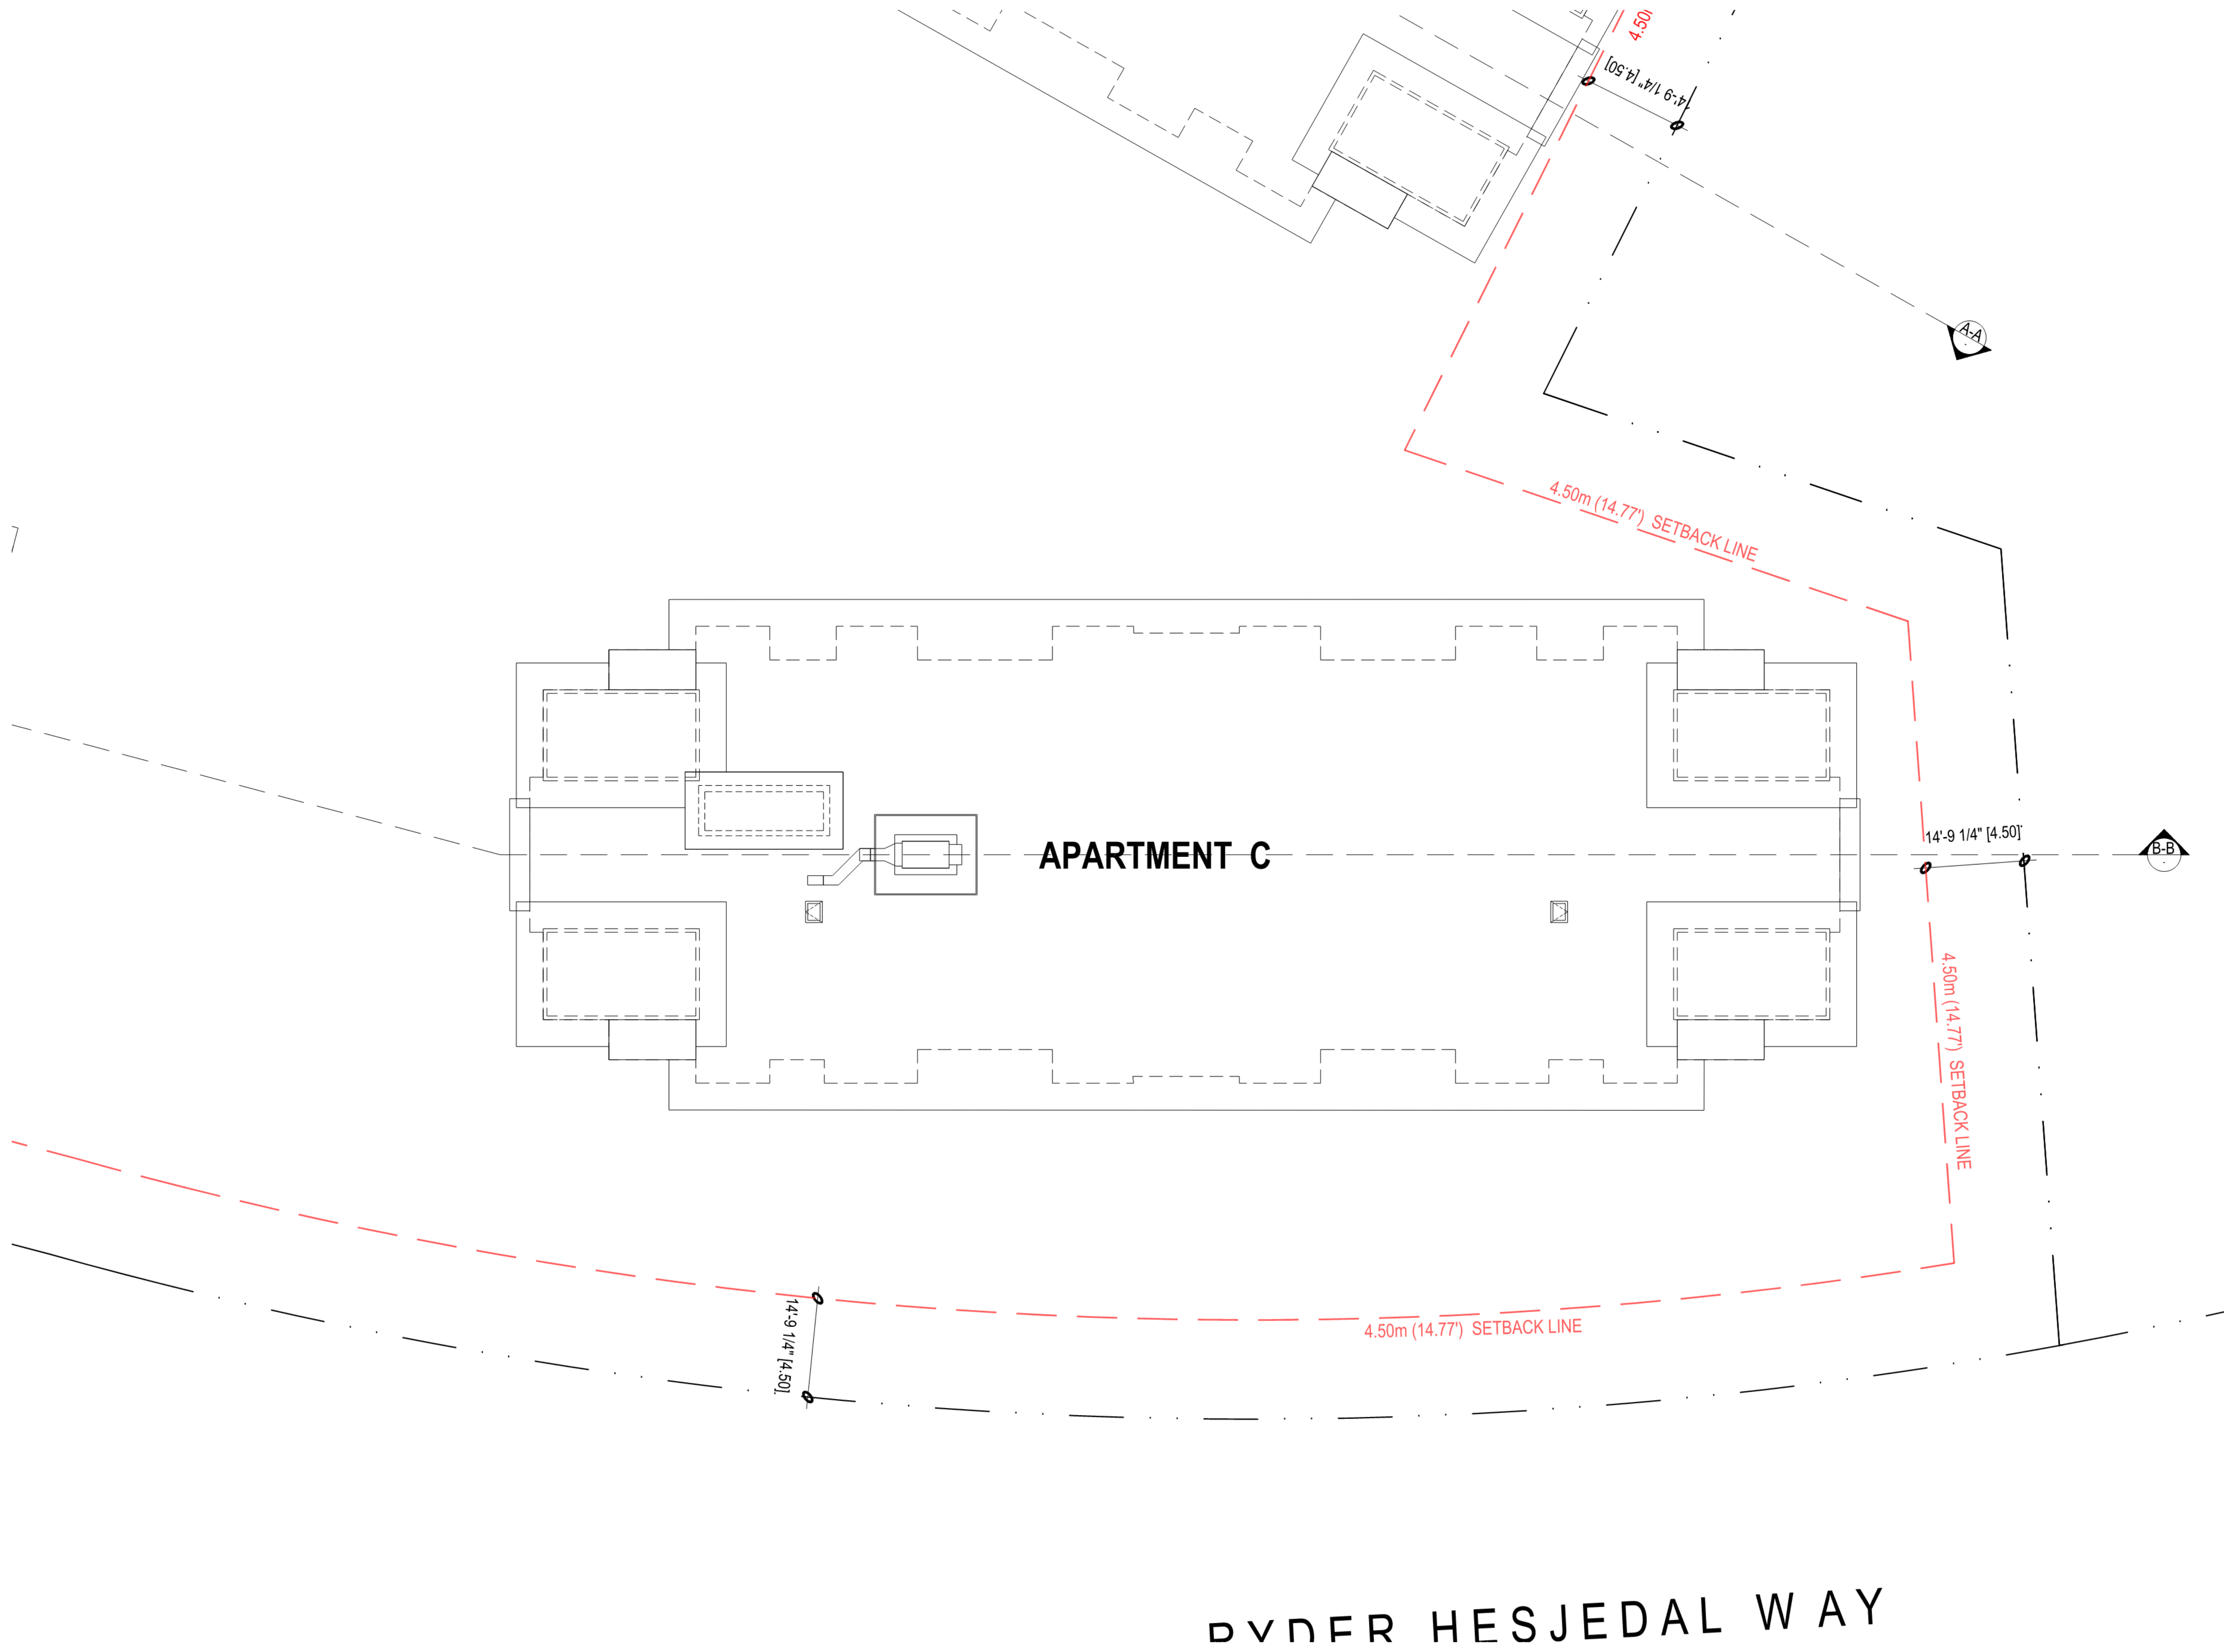 4.50
14'-9 1/4" [4.50]
A-A
4.50m (14.77') SETBACK LINE
14'-9 1/4" [4.50]
B-B
APARTMENT C
4.50m (14.77') SETBACK LINE
14'-9 1/4" [4.50]
4.50m (14.77') SETBACK LINE
RYDER HESJEDAL WAY